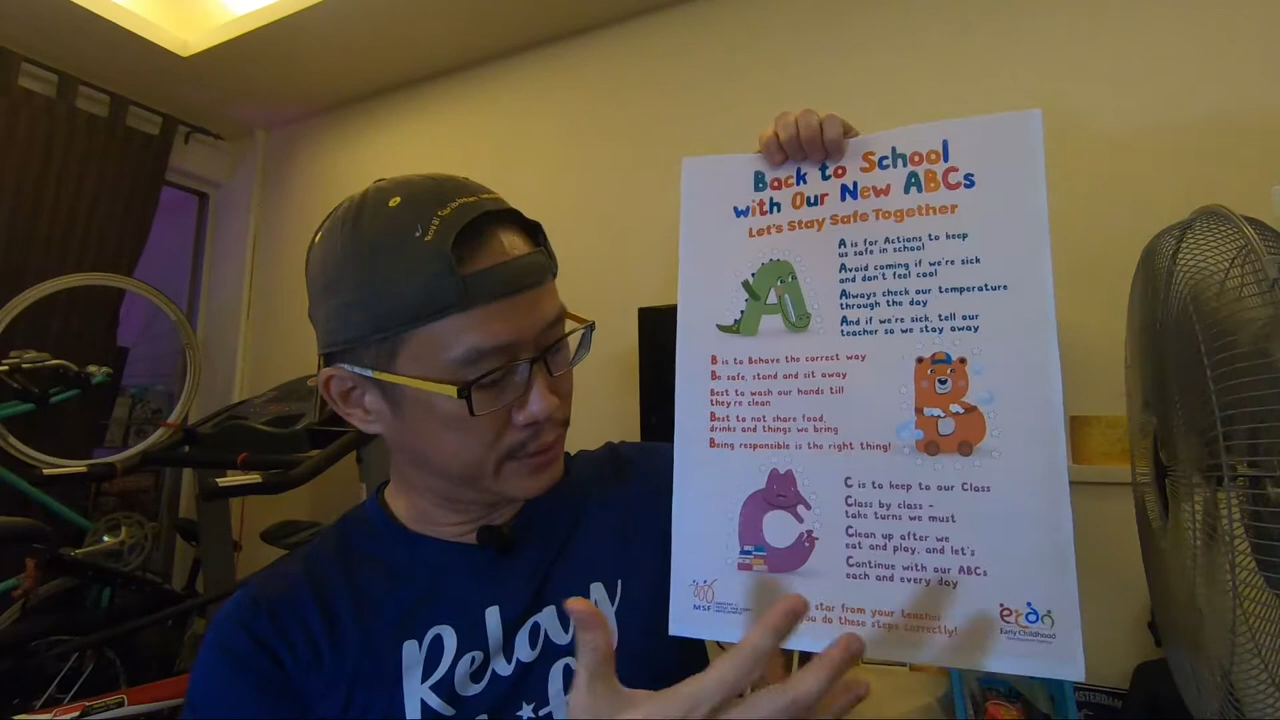 Royal Caribbean
Back to School
with Our New ABCs
Let's Stay Safe Together
A is for Actions to keep
us safe in school
Avoid coming if we're sick
and don't feel cool
Always check our temperature
through the day
And if we're sick, tell our
teacher so we stay away
B is to Behave the correct way
Be safe, stand and sit away
Best to wash our hands till
they're clean
Best to not share food,
drinks and things we bring
Being responsible is the right thing!
C is to keep to our Class
Class by class –
take turns we must
Clean up after we
eat and play, and let's
Continue with our ABCs
each and every day
star from your teacher
you do these steps correctly!
MSF
ecda
Early Childhood
Relay
AMSTERDAM